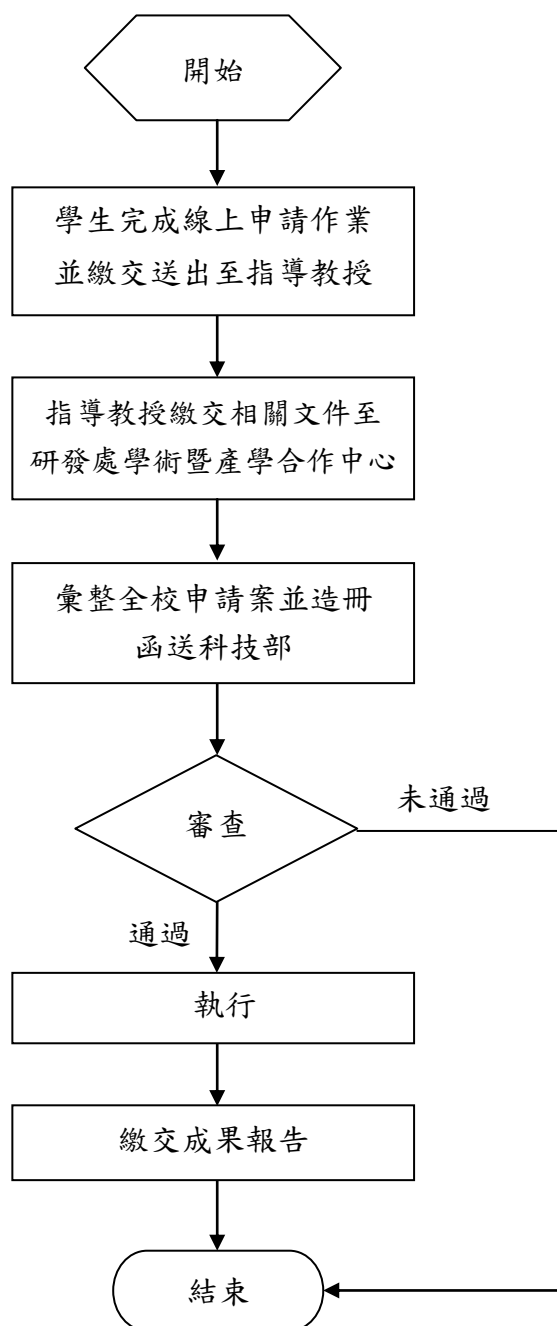 開始
學生完成線上申請作業
並繳交送出至指導教授
指導教授繳交相關文件至
研發處學術暨產學合作中心
彙整全校申請案並造冊
函送科技部
審查
未通過
通過
執行
繳交成果報告
結束